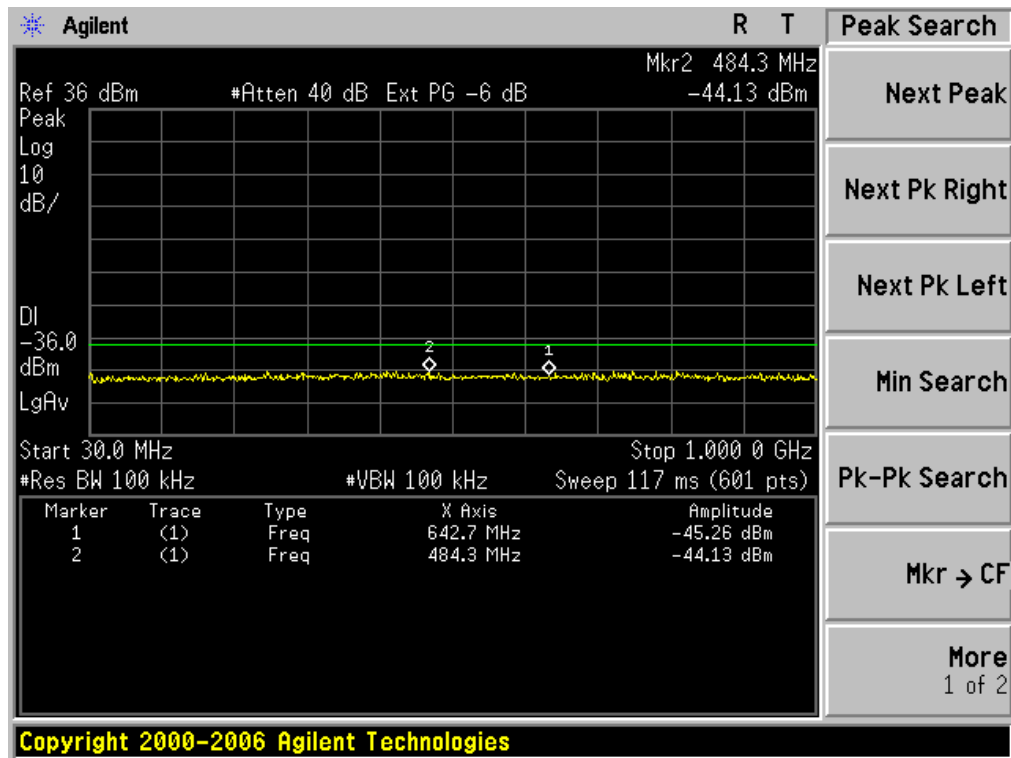 Agilent R T
Mkr2 484.3 MHz
Ref 36 dBm #Atten 40 dB Ext PG -6 dB -44.13 dBm
Peak
Log
10
dB/
DI
-36.0
dBm
LgAv
2
1
Start 30.0 MHz Stop 1.000 0 GHz
#Res BW 100 kHz #VBW 100 kHz Sweep 117 ms (601 pts)
Marker Trace Type X Axis Amplitude
1 (1) Freq 642.7 MHz -45.26 dBm
2 (1) Freq 484.3 MHz -44.13 dBm
Peak Search
Next Peak
Next Pk Right
Next Pk Left
Min Search
Pk-Pk Search
Mkr → CF
More
1 of 2
Copyright 2000-2006 Agilent Technologies